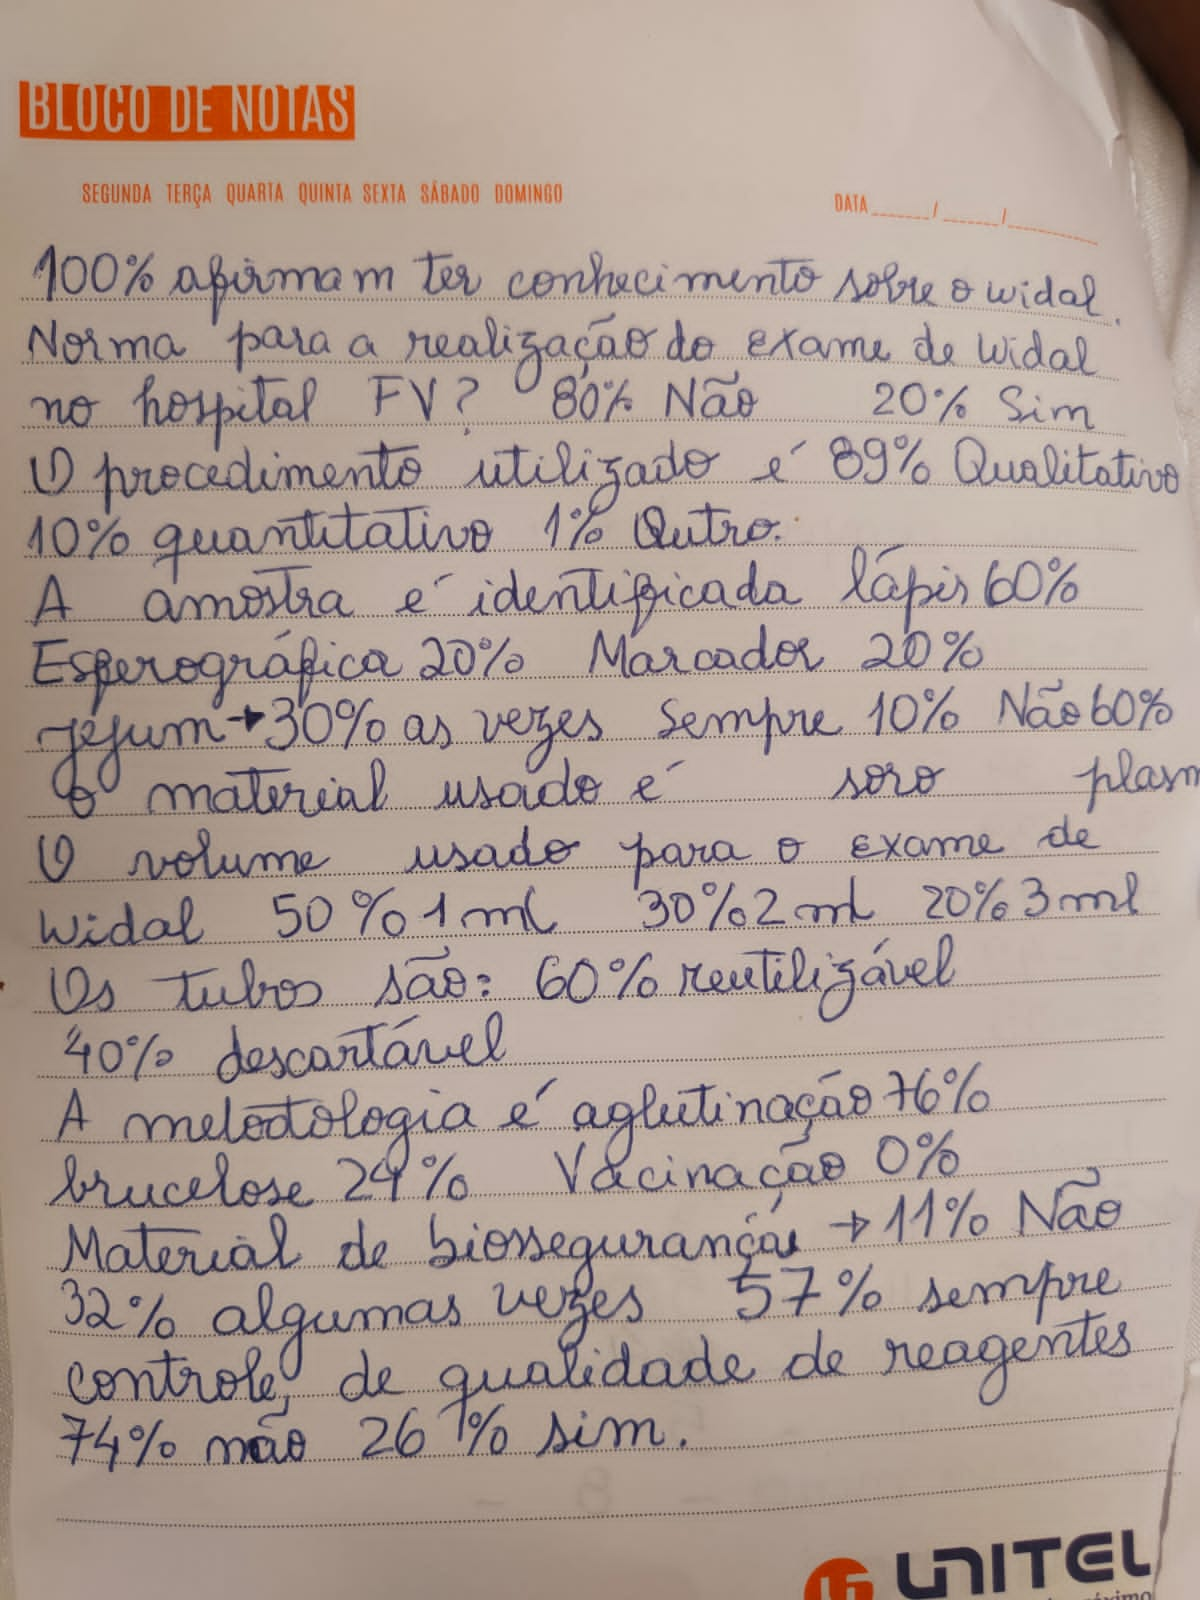 BLOCO DE NOTAS
SEGUNDA TERÇA QUARTA QUINTA SEXTA SÁBADO DOMINGO
DATA ____/____/____
100% afirmam ter conhecimento sobre o widal.
Norma para a realização do exame de widal
no hospital FV? 80% Não 20% Sim
O procedimento utilizado é 89% Qualitativo
10% quantitativo 1% Outro.
A amostra é identificada lápis 60%
Esferográfica 20% Marcador 20%
jejum → 30% as vezes Sempre 10% Não 60%
o material usado é soro plasm
O volume usado para o exame de
Widal 50% 1 ml 30% 2 ml 20% 3 ml
Os tubos são: 60% reutilizável
40% descartável
A metodologia é aglutinação 76%
brucelose 24% Vacinação 0%
Material de biossegurança → 11% Não
32% algumas vezes 57% sempre
controle, de qualidade de reagentes
74% não 26% sim.
UNITEL